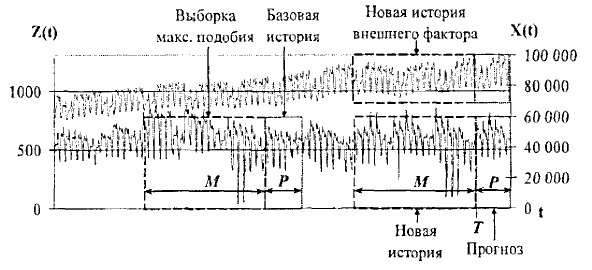 Z(t)
Выборка
макс. подобия
Базовая
история
Новая история
внешнего фактора
X(t)
100 000
80 000
60 000
40 000
20 000
0
t
1000
500
0
M
P
M
P
T
Новая
история
Прогноз